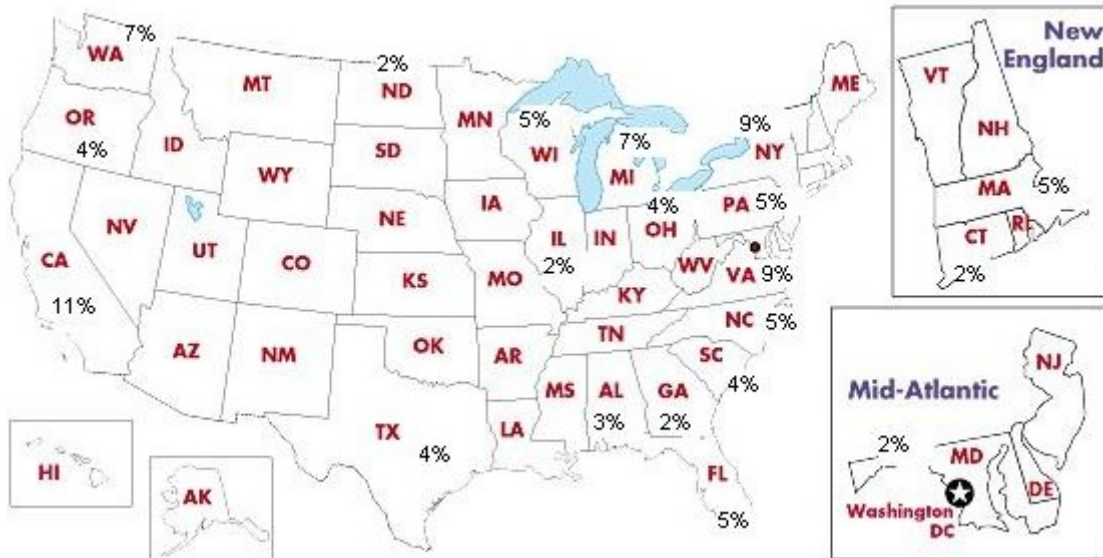 7%
WA
MT
2%
ND
MN
ME
OR
4%
ID
SD
WY
5%
WI
7%
MI
9%
NY
NE
IA
4%
OH
PA 5%
NV
UT
CO
IL
2%
IN
CA
11%
KS
MO
WV
VA 9%
KY
NC
5%
TN
AZ
NM
OK
AR
SC
4%
MS
AL
3%
GA
2%
TX
4%
LA
FL
5%
HI
AK
New
England
VT
NH
MA
5%
CT
RI
2%
Mid-Atlantic
NJ
2%
MD
DE
Washington
DC